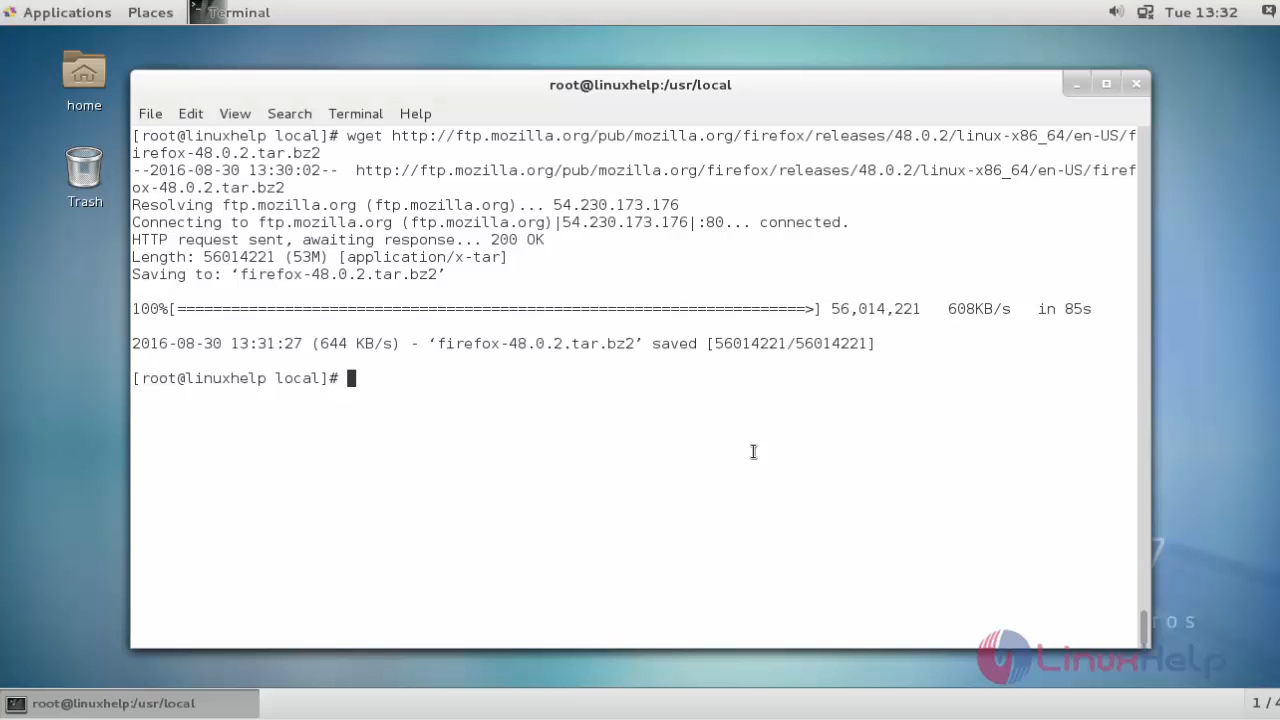 Applications Places Terminal Tue 13:32
home
Trash
root@linuxhelp:/usr/local
File Edit View Search Terminal Help
[root@linuxhelp local]# wget http://ftp.mozilla.org/pub/mozilla.org/firefox/releases/48.0.2/linux-x86_64/en-US/f
irefox-48.0.2.tar.bz2
--2016-08-30 13:30:02--  http://ftp.mozilla.org/pub/mozilla.org/firefox/releases/48.0.2/linux-x86_64/en-US/firef
ox-48.0.2.tar.bz2
Resolving ftp.mozilla.org (ftp.mozilla.org)... 54.230.173.176
Connecting to ftp.mozilla.org (ftp.mozilla.org)|54.230.173.176|:80... connected.
HTTP request sent, awaiting response... 200 OK
Length: 56014221 (53M) [application/x-tar]
Saving to: ‘firefox-48.0.2.tar.bz2’
100%[======================================================================>] 56,014,221   608KB/s   in 85s
2016-08-30 13:31:27 (644 KB/s) - ‘firefox-48.0.2.tar.bz2’ saved [56014221/56014221]
[root@linuxhelp local]#
7
ros
LinuxHelp
root@linuxhelp:/usr/local 1 / 4